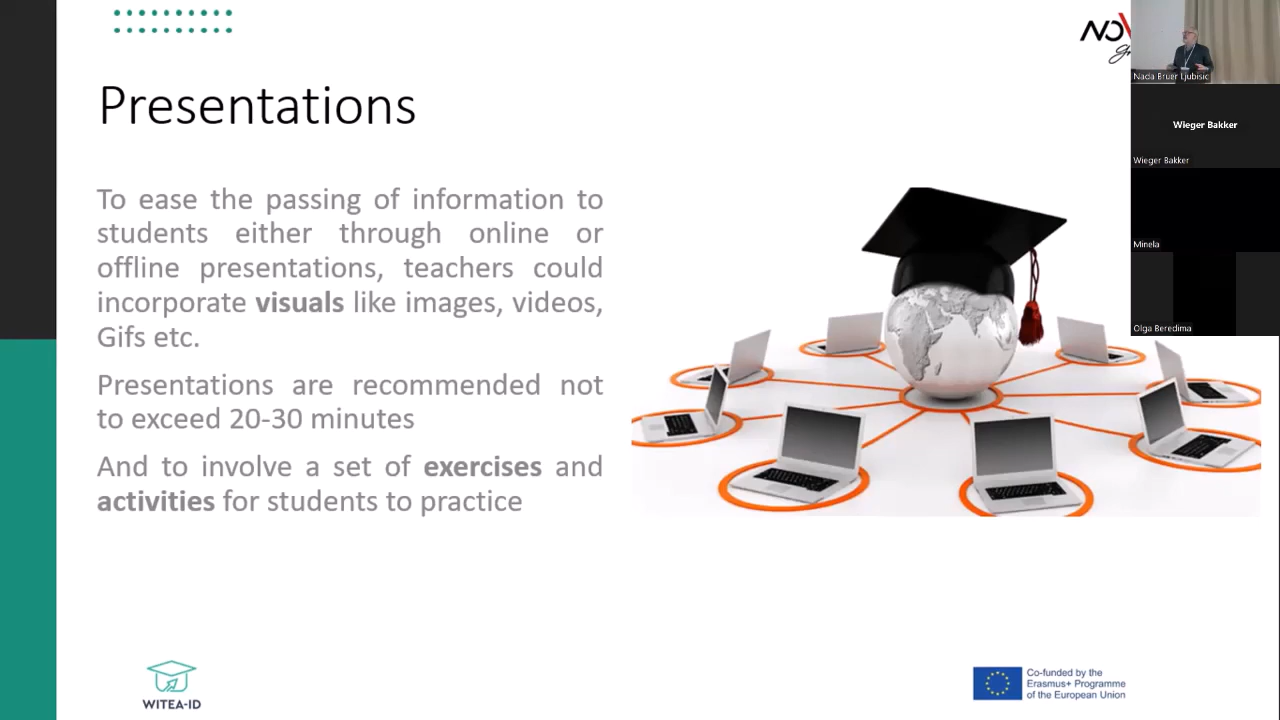 Presentations
To ease the passing of information to
students either through online or
offline presentations, teachers could
incorporate visuals like images, videos,
Gifs etc.
Presentations are recommended not
to exceed 20-30 minutes
And to involve a set of exercises and
activities for students to practice
Nada Bruer Ljubisic
Wieger Bakker
Wieger Bakker
Minela
Olga Beredima
WITEA-ID
Co-funded by the
Erasmus+ Programme
of the European Union